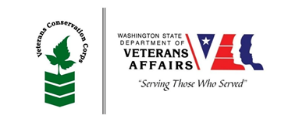 Veterans Conservation Corps
WASHINGTON STATE
DEPARTMENT OF
VETERANS
AFFAIRS
"Serving Those Who Served"